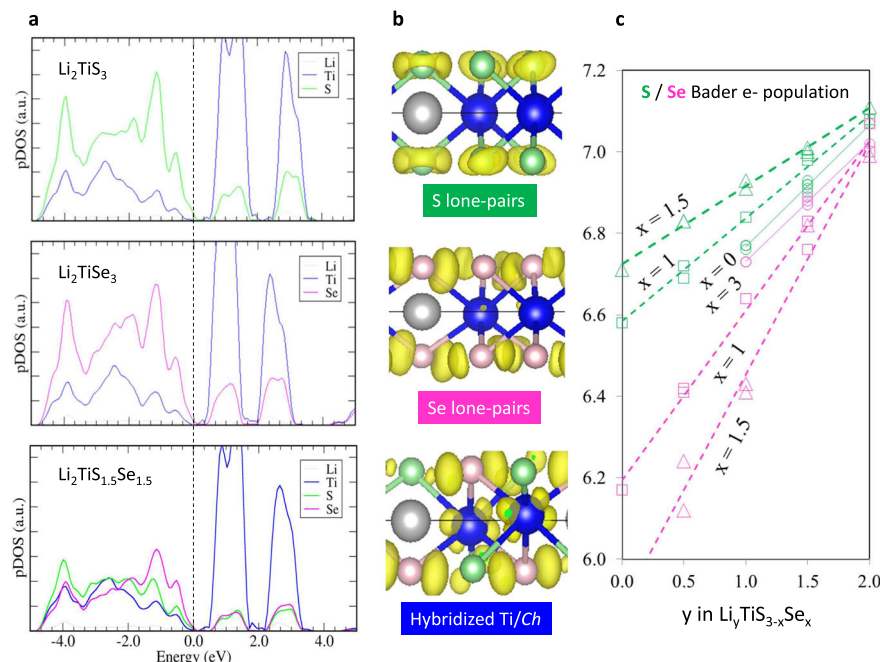 a
Li₂TiS₃
Li
Ti
S
pDOS (a.u.)
Li₂TiSe₃
Li
Ti
Se
pDOS (a.u.)
Li₂TiS₁.₅Se₁.₅
Li
Ti
S
Se
pDOS (a.u.)
-4.0 -2.0 0.0 2.0 4.0
Energy (eV)
b
S lone-pairs
Se lone-pairs
Hybridized Ti/Ch
c
S / Se Bader e- population
7.2
7.0
6.8
6.6
6.4
6.2
6.0
x = 1.5
x = 1
x = 0
x = 3
x = 1
x = 1.5
0.0 0.5 1.0 1.5 2.0
y in LiyTiS3-xSex